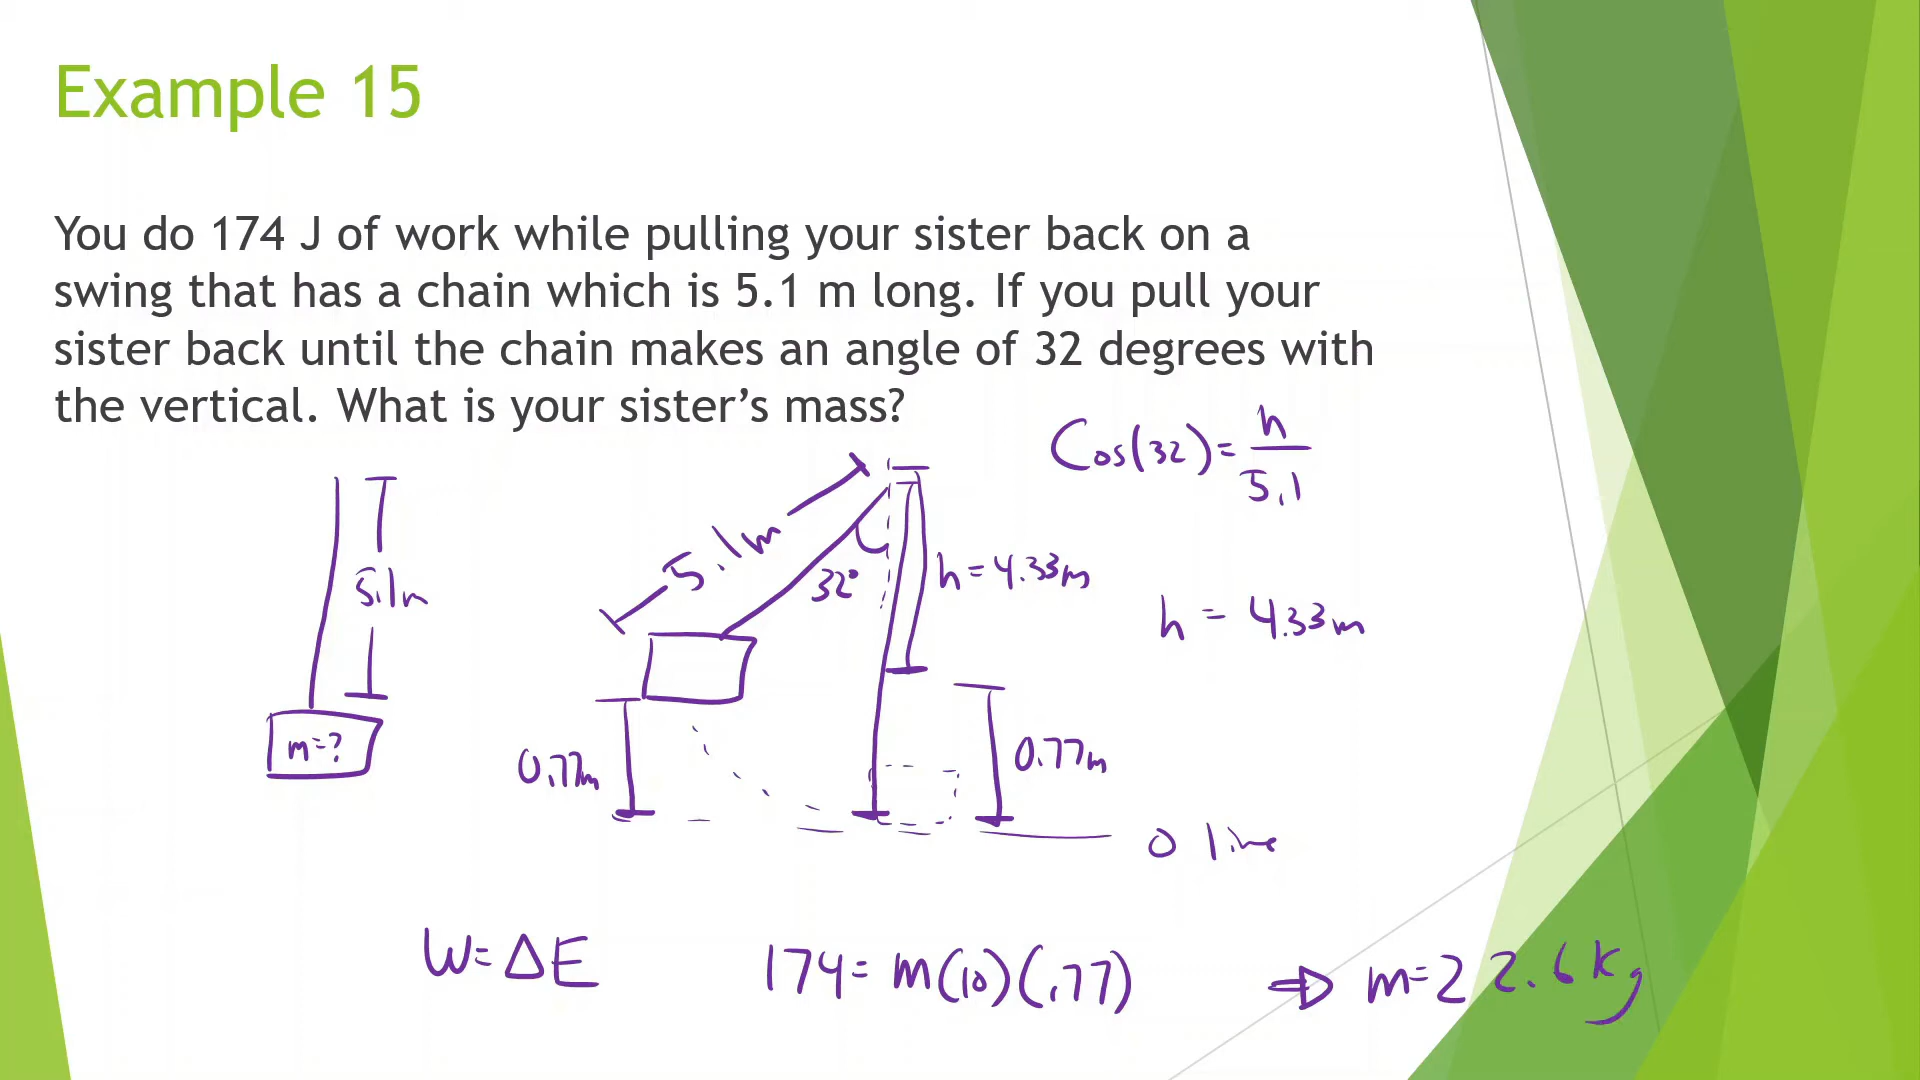 Example 15
You do 174 J of work while pulling your sister back on a
swing that has a chain which is 5.1 m long. If you pull your
sister back until the chain makes an angle of 32 degrees with
the vertical. What is your sister’s mass?
Cos(32) = h/5.1
5.1m
5.1m
32°
h = 4.33m
h = 4.33m
m=?
0.77m
0.77m
0 line
W = ΔE
174 = m(10)(.77)
⇒ m = 22.6 kg